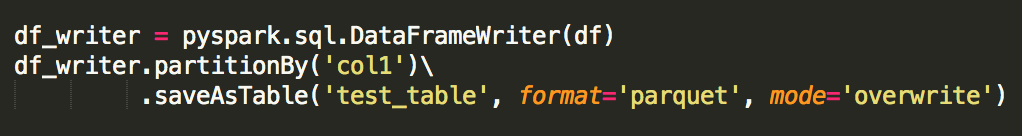 df_writer = pyspark.sql.DataFrameWriter(df)
df_writer.partitionBy('col1')\
.saveAsTable('test_table', format='parquet', mode='overwrite')